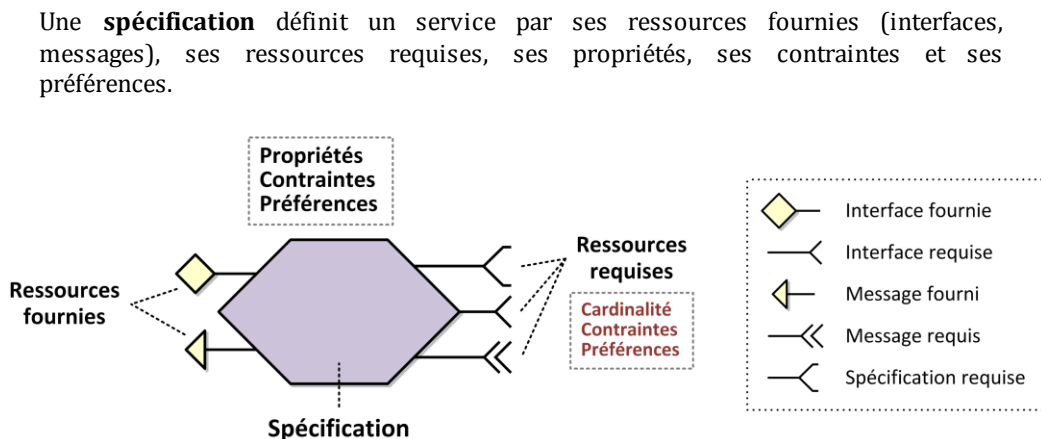 Une spécification définit un service par ses ressources fournies (interfaces,
messages), ses ressources requises, ses propriétés, ses contraintes et ses
préférences.
Propriétés
Contraintes
Préférences
Ressources
fournies
Ressources
requises
Cardinalité
Contraintes
Préférences
Spécification
Interface fournie
Interface requise
Message fourni
Message requis
Spécification requise